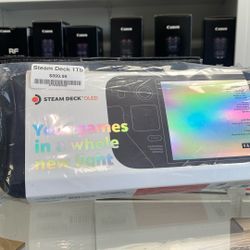 Canon
Canon
Canon
Canon
RF
Steam Deck 1Tb
STEAM DECK OLED
Your games
in a whole
new light